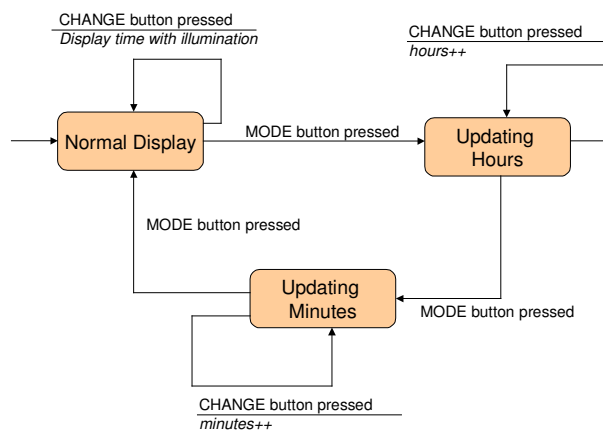 CHANGE button pressed
Display time with illumination
CHANGE button pressed
hours++
Normal Display
MODE button pressed
Updating
Hours
MODE button pressed
Updating
Minutes
MODE button pressed
CHANGE button pressed
minutes++